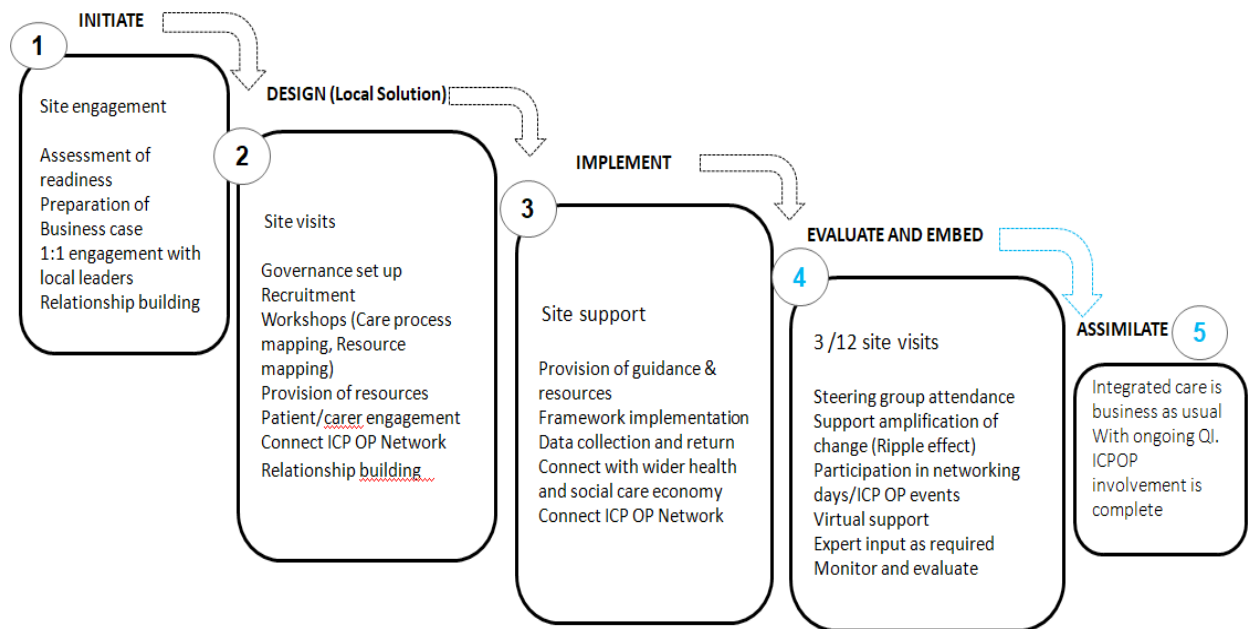 INITIATE
1
Site engagement
Assessment of
readiness
Preparation of
Business case
1:1 engagement with
local leaders
Relationship building
DESIGN (Local Solution)
2
Site visits
Governance set up
Recruitment
Workshops (Care process
mapping, Resource
mapping)
Provision of resources
Patient/carer engagement
Connect ICP OP Network
Relationship building
IMPLEMENT
3
Site support
Provision of guidance &
resources
Framework implementation
Data collection and return
Connect with wider health
and social care economy
Connect ICP OP Network
EVALUATE AND EMBED
4
3 /12 site visits
Steering group attendance
Support amplification of
change (Ripple effect)
Participation in networking
days/ICP OP events
Virtual support
Expert input as required
Monitor and evaluate
ASSIMILATE
5
Integrated care is
business as usual
With ongoing QI.
ICPOP
involvement is
complete